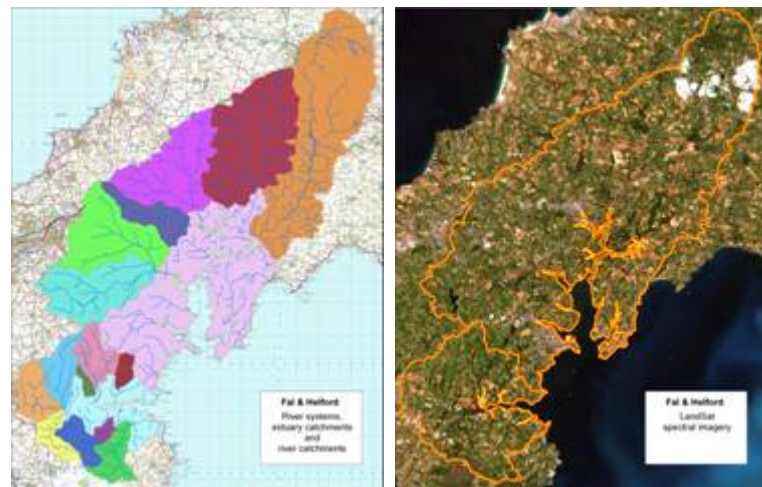 Fal & Helford
River systems,
estuary catchments
and
river catchments
Fal & Helford
LandSat
spectral imagery